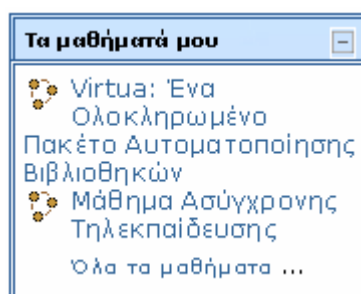 Τα μαθήματά μου
Virtua: Ένα
Ολοκληρωμένο
Πακέτο Αυτοματοποίησης
Βιβλιοθηκών
Μάθημα Ασύγχρονης
Τηλεκπαίδευσης
Όλα τα μαθήματα ...